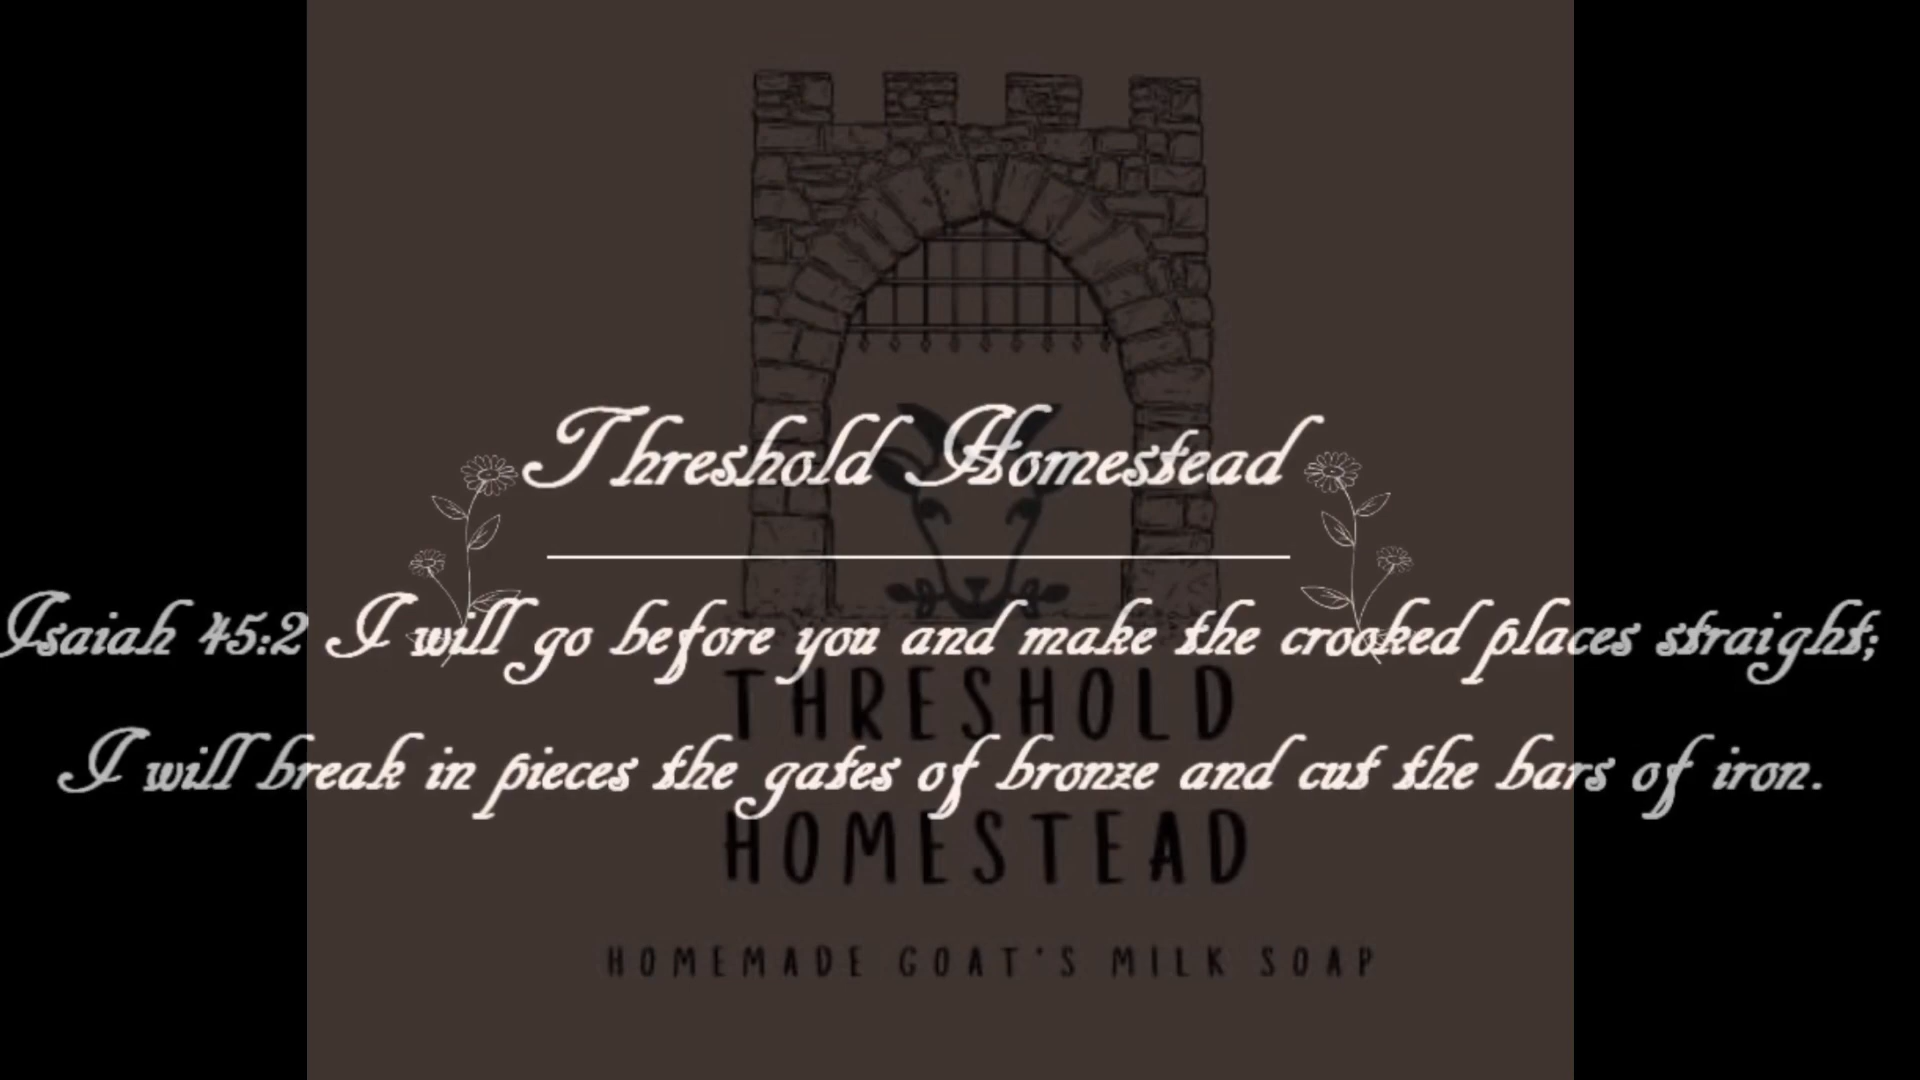 Threshold Homestead
Isaiah 45:2 I will go before you and make the crooked places straight;
THRESHOLD
I will break in pieces the gates of bronze and cut the bars of iron.
HOMESTEAD
HOMEMADE GOAT'S MILK SOAP